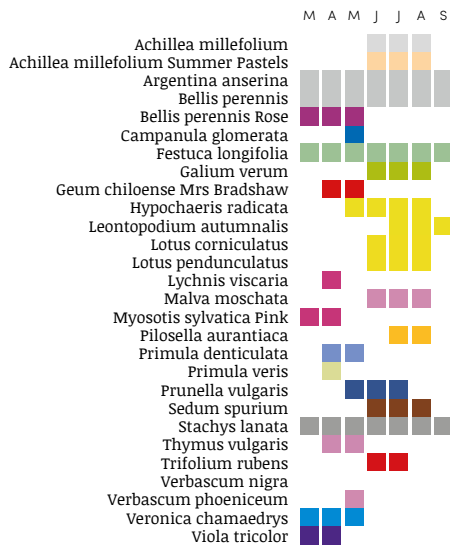 M A M J J A S
Achillea millefolium
Achillea millefolium Summer Pastels
Argentina anserina
Bellis perennis
Bellis perennis Rose
Campanula glomerata
Festuca longifolia
Galium verum
Geum chiloense Mrs Bradshaw
Hypochaeris radicata
Leontopodium autumnalis
Lotus corniculatus
Lotus pendunculatus
Lychnis viscaria
Malva moschata
Myosotis sylvatica Pink
Pilosella aurantiaca
Primula denticulata
Primula veris
Prunella vulgaris
Sedum spurium
Stachys lanata
Thymus vulgaris
Trifolium rubens
Verbascum nigra
Verbascum phoeniceum
Veronica chamaedrys
Viola tricolor